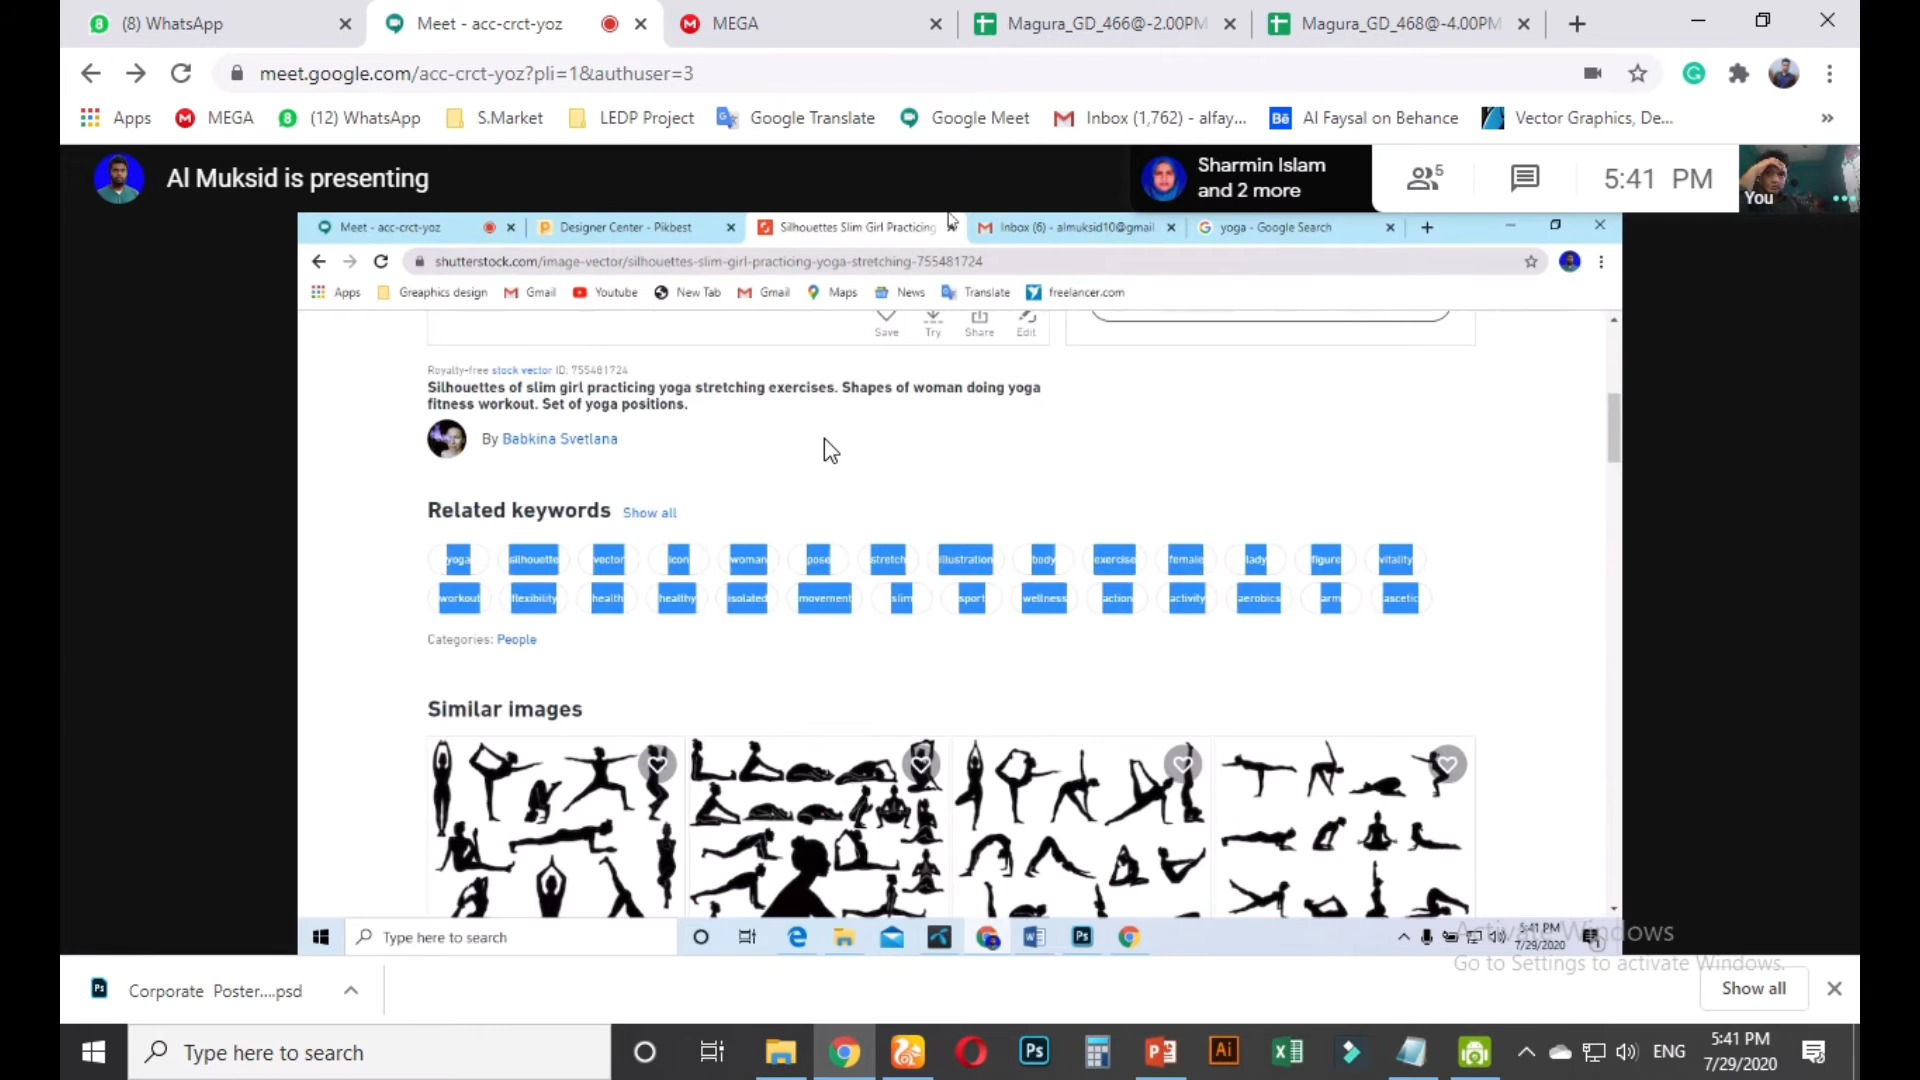 (8) WhatsApp
Meet - acc-crct-yoz
MEGA
Magura_GD_466@-2.00PM
Magura_GD_468@-4.00PM
meet.google.com/acc-crct-yoz?pli=1&authuser=3
Apps
MEGA
(12) WhatsApp
S.Market
LEDP Project
Google Translate
Google Meet
Inbox (1,762) - alfay...
Al Faysal on Behance
Vector Graphics, De...
Al Muksid is presenting
Sharmin Islam
and 2 more
5
5:41 PM
You
Meet - acc-crct-yoz
Designer Center - Pikbest
Silhouettes Slim Girl Practicing
Inbox (6) - almuksid10@gmail
yoga - Google Search
shutterstock.com/image-vector/silhouettes-slim-girl-practicing-yoga-stretching-755481724
Apps
Greaphics design
Gmail
Youtube
New Tab
Gmail
Maps
News
Translate
freelancer.com
Save
Try
Share
Edit
Royalty-free stock vector ID: 755481724
Silhouettes of slim girl practicing yoga stretching exercises. Shapes of woman doing yoga
fitness workout. Set of yoga positions.
By Babkina Svetlana
Related keywords Show all
yoga silhouette vector icon woman pose stretch illustration body exercise female lady figure vitality
workout flexibility health healthy isolated movement slim sport wellness action activity aerobics arm ascetic
Categories: People
Similar images
Type here to search
5:41 PM
7/29/2020
Activate Windows
Go to Settings to activate Windows.
Corporate Poster....psd
Show all
Type here to search
ENG
5:41 PM
7/29/2020